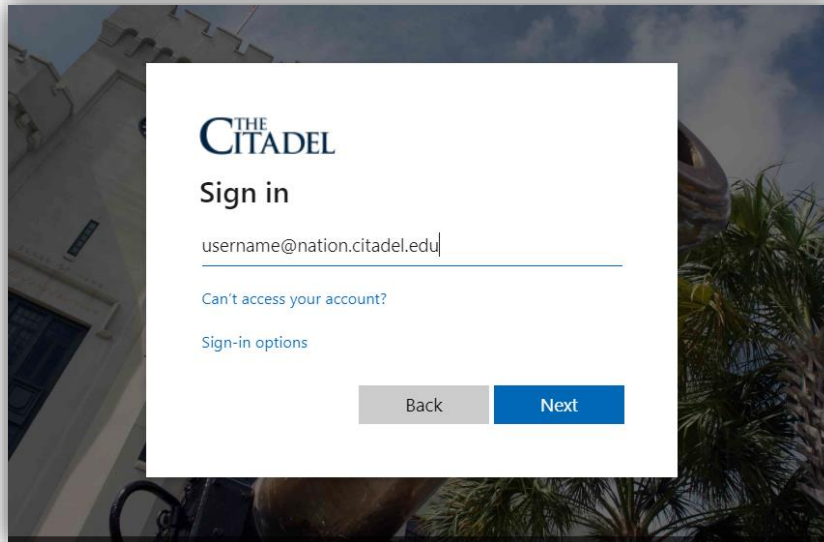 THE
CITADEL
Sign in
username@nation.citadel.edu
Can't access your account?
Sign-in options
Back Next